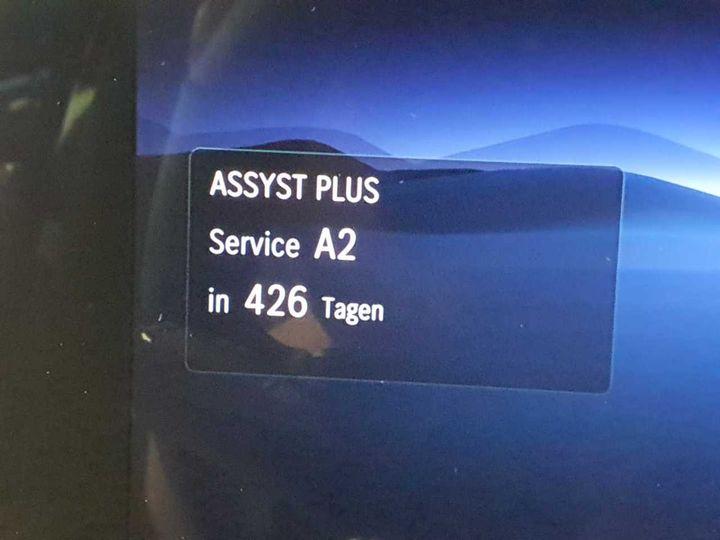 ASSYST PLUS
Service A2
in 426 Tagen